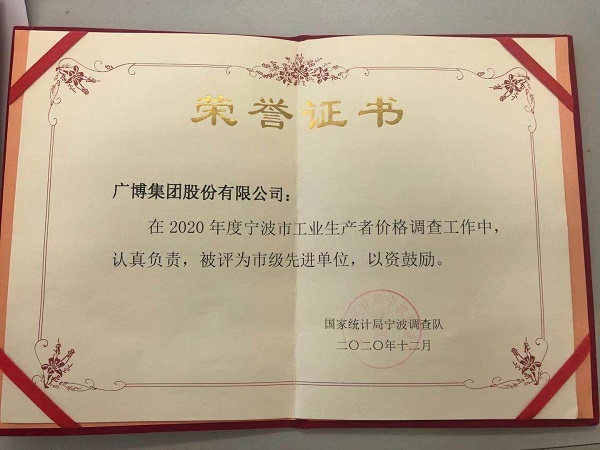 荣誉证书
广博集团股份有限公司：
在2020年度宁波市工业生产者价格调查工作中，
认真负责，被评为市级先进单位，以资鼓励。
国家统计局宁波调查队
二〇二〇年十二月